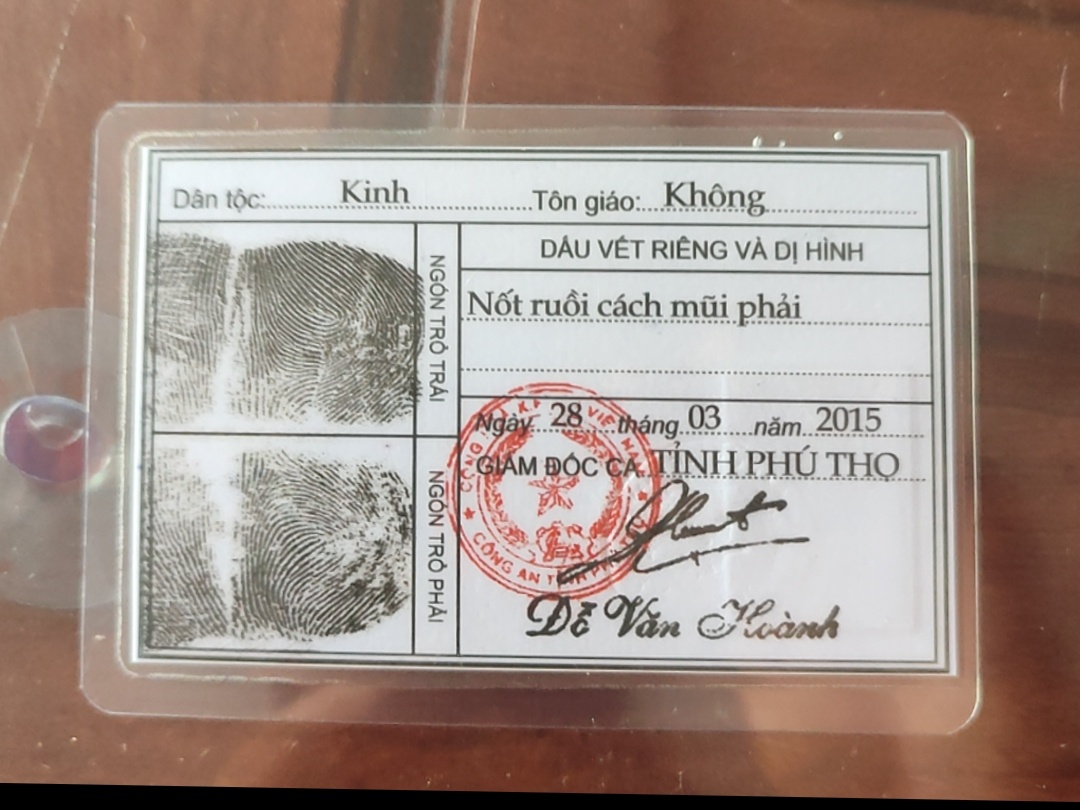 Dân tộc: Kinh Tôn giáo: Không
NGÓN TRỎ TRÁI
NGÓN TRỎ PHẢI
DẤU VẾT RIÊNG VÀ DỊ HÌNH
Nốt ruồi cách mũi phải
Ngày 28 tháng 03 năm 2015
GIÁM ĐỐC CA. TỈNH PHÚ THỌ
CÔNG AN TỈNH
Đỗ Văn Hoành